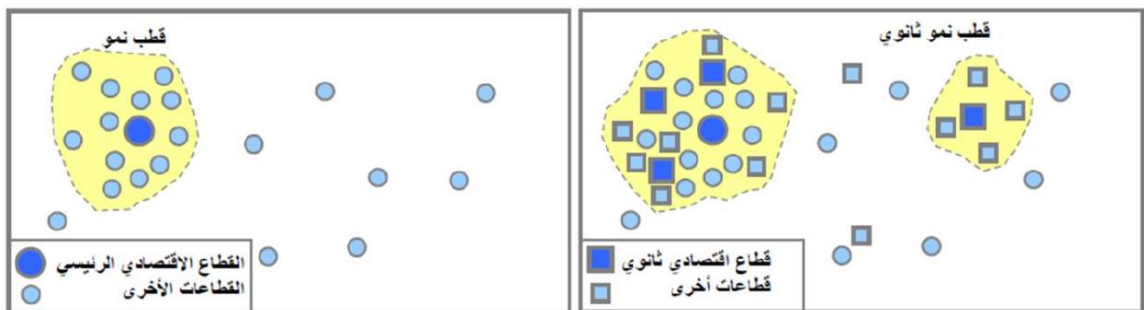 قطب نمو
القطاع الاقتصادي الرئيسي
القطاعات الأخرى
قطب نمو ثانوي
قطاع اقتصادي ثانوي
قطاعات أخرى